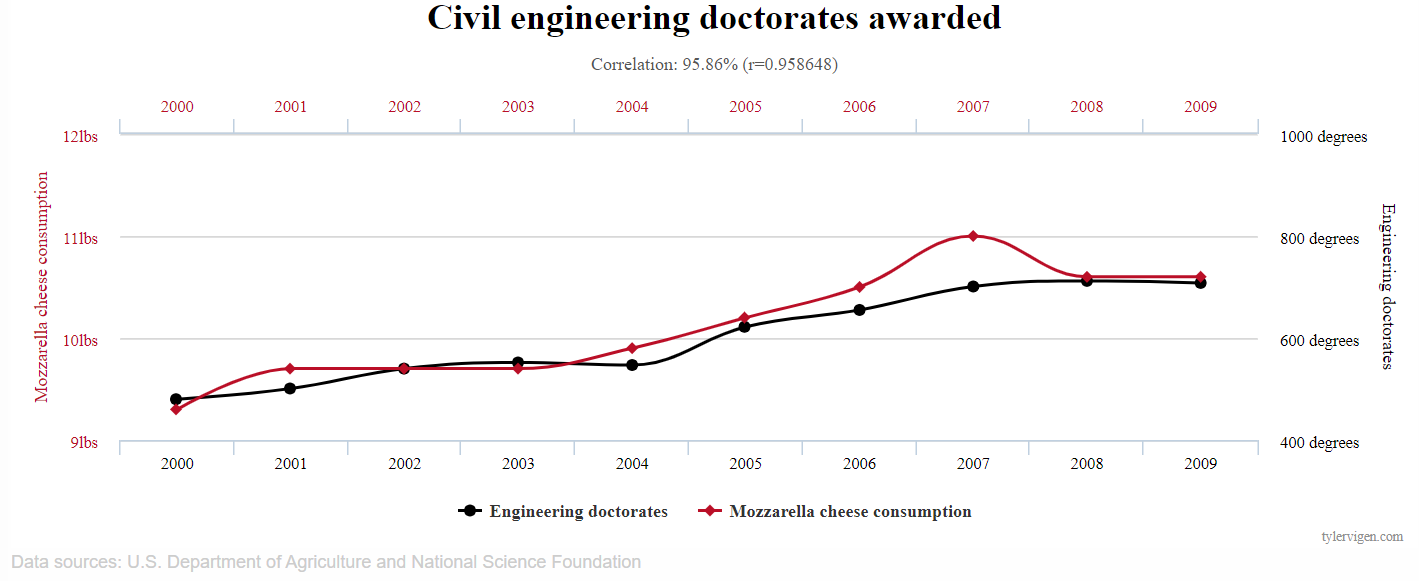 Civil engineering doctorates awarded
Correlation: 95.86% (r=0.958648)
2000 2001 2002 2003 2004 2005 2006 2007 2008 2009
12lbs 1000 degrees
11lbs 800 degrees
10lbs 600 degrees
9lbs 400 degrees
Mozzarella cheese consumption
Engineering doctorates
2000 2001 2002 2003 2004 2005 2006 2007 2008 2009
Engineering doctorates Mozzarella cheese consumption
tylervigen.com
Data sources: U.S. Department of Agriculture and National Science Foundation